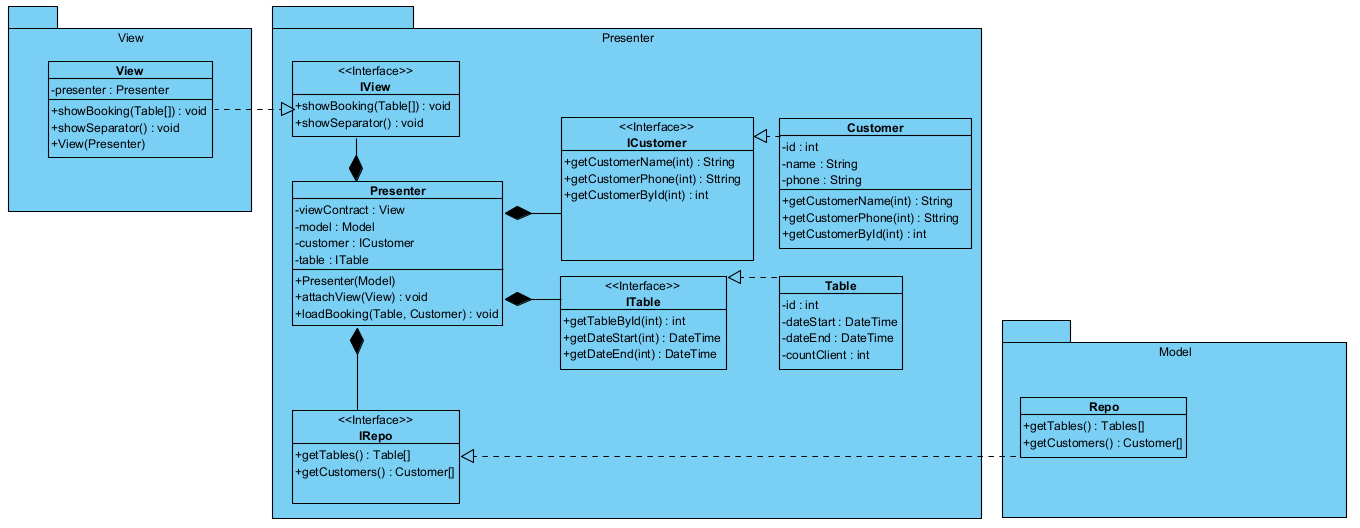 View
View
-presenter : Presenter
+showBooking(Table[]) : void
+showSeparator() : void
+View(Presenter)
Presenter
<<Interface>>
IView
+showBooking(Table[]) : void
+showSeparator() : void
<<Interface>>
ICustomer
+getCustomerName(int) : String
+getCustomerPhone(int) : Sttring
+getCustomerById(int) : int
Customer
-id : int
-name : String
-phone : String
+getCustomerName(int) : String
+getCustomerPhone(int) : Sttring
+getCustomerById(int) : int
Presenter
-viewContract : View
-model : Model
-customer : ICustomer
-table : ITable
+Presenter(Model)
+attachView(View) : void
+loadBooking(Table, Customer) : void
<<Interface>>
ITable
+getTableById(int) : int
+getDateStart(int) : DateTime
+getDateEnd(int) : DateTime
Table
-id : int
-dateStart : DateTime
-dateEnd : DateTime
-countClient : int
<<Interface>>
IRepo
+getTables() : Table[]
+getCustomers() : Customer[]
Model
Repo
+getTables() : Tables[]
+getCustomers() : Customer[]